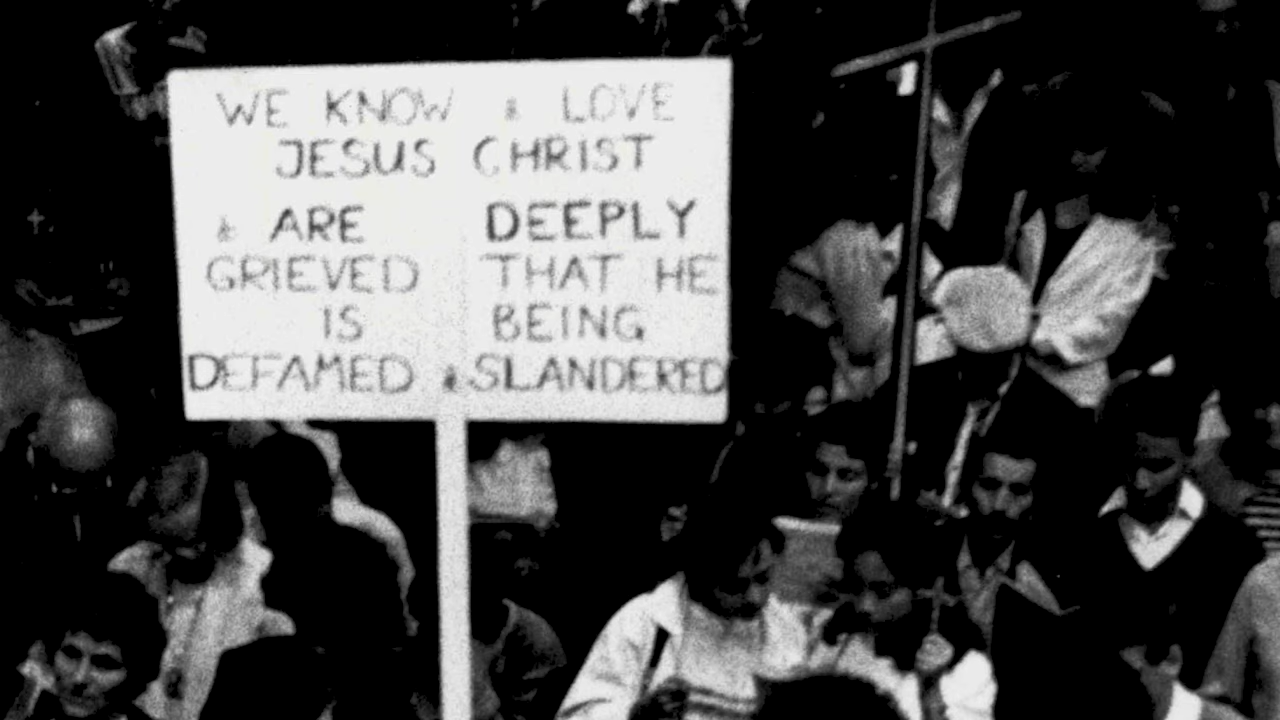 WE KNOW & LOVE
JESUS CHRIST
& ARE DEEPLY
GRIEVED THAT HE
IS BEING
DEFAMED & SLANDERED